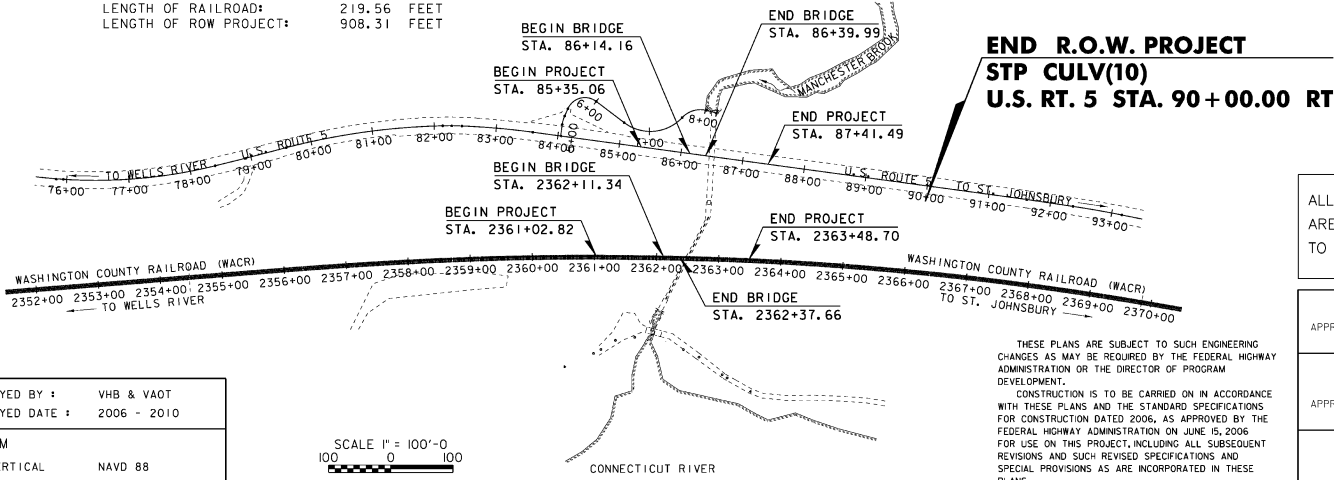 LENGTH OF RAILROAD: 219.56 FEET
LENGTH OF ROW PROJECT: 908.31 FEET
BEGIN BRIDGE
STA. 86+14.16
END BRIDGE
STA. 86+39.99
BEGIN PROJECT
STA. 85+35.06
MANCHESTER BROOK
END R.O.W. PROJECT
STP CULV(10)
U.S. RT. 5 STA. 90+00.00 RT
END PROJECT
STA. 87+41.49
6+00
8+00
TO WELLS RIVER
U.S. ROUTE 5
76+00 77+00 78+00 79+00 80+00 81+00 82+00 83+00 84+00 85+00 86+00 87+00 88+00 89+00 90+00 91+00 92+00 93+00
U.S. ROUTE 5
TO ST. JOHNSBURY
BEGIN BRIDGE
STA. 2362+11.34
BEGIN PROJECT
STA. 2361+02.82
END PROJECT
STA. 2363+48.70
WASHINGTON COUNTY RAILROAD (WACR)
WASHINGTON COUNTY RAILROAD (WACR)
2352+00 2353+00 2354+00 2355+00 2356+00 2357+00 2358+00 2359+00 2360+00 2361+00 2362+00 2363+00 2364+00 2365+00 2366+00 2367+00 2368+00 2369+00 2370+00
TO WELLS RIVER
TO ST. JOHNSBURY
END BRIDGE
STA. 2362+37.66
ALL
ARE
TO
APPR
APPR
THESE PLANS ARE SUBJECT TO SUCH ENGINEERING
CHANGES AS MAY BE REQUIRED BY THE FEDERAL HIGHWAY
ADMINISTRATION OR THE DIRECTOR OF PROGRAM
DEVELOPMENT.
CONSTRUCTION IS TO BE CARRIED ON IN ACCORDANCE
WITH THESE PLANS AND THE STANDARD SPECIFICATIONS
FOR CONSTRUCTION DATED 2006, AS APPROVED BY THE
FEDERAL HIGHWAY ADMINISTRATION ON JUNE 15, 2006
FOR USE ON THIS PROJECT, INCLUDING ALL SUBSEQUENT
REVISIONS AND SUCH REVISED SPECIFICATIONS AND
SPECIAL PROVISIONS AS ARE INCORPORATED IN THESE
YED BY : VHB & VAOT
YED DATE : 2006 - 2010
M
ERTICAL NAVD 88
SCALE 1" = 100'-0
100 0 100
CONNECTICUT RIVER